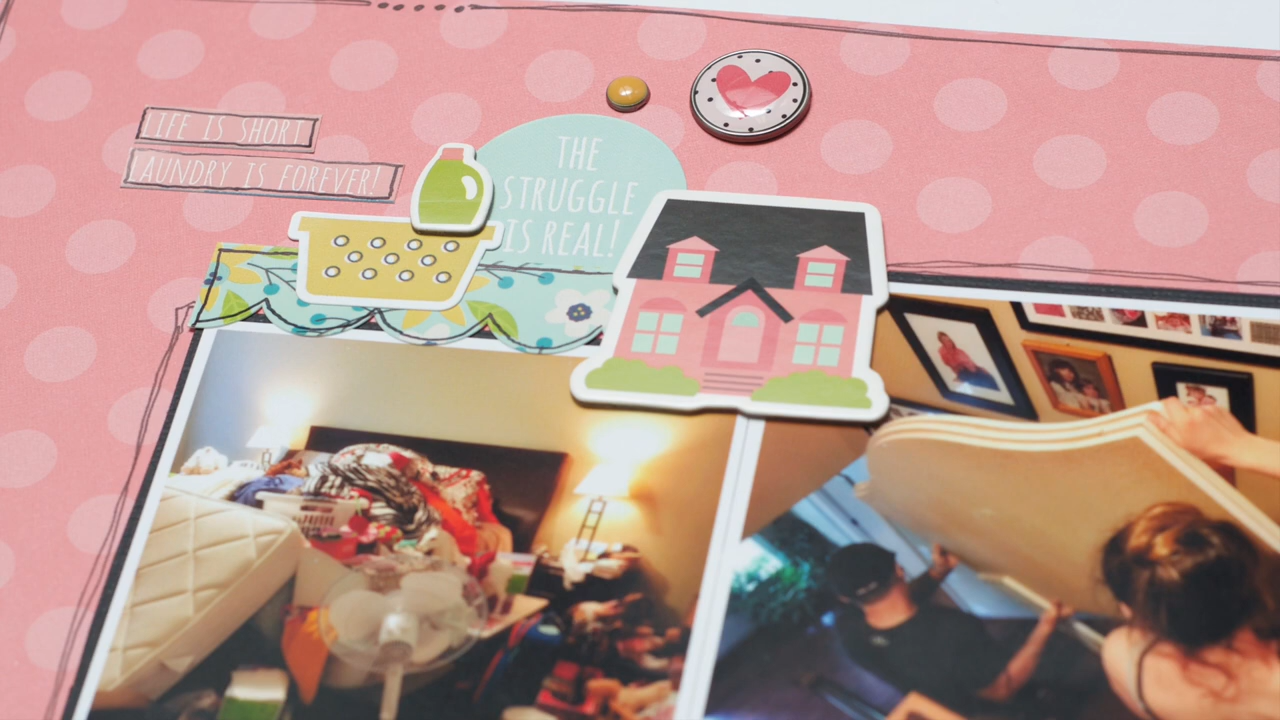 LIFE IS SHORT
LAUNDRY IS FOREVER!
THE
STRUGGLE
IS REAL!